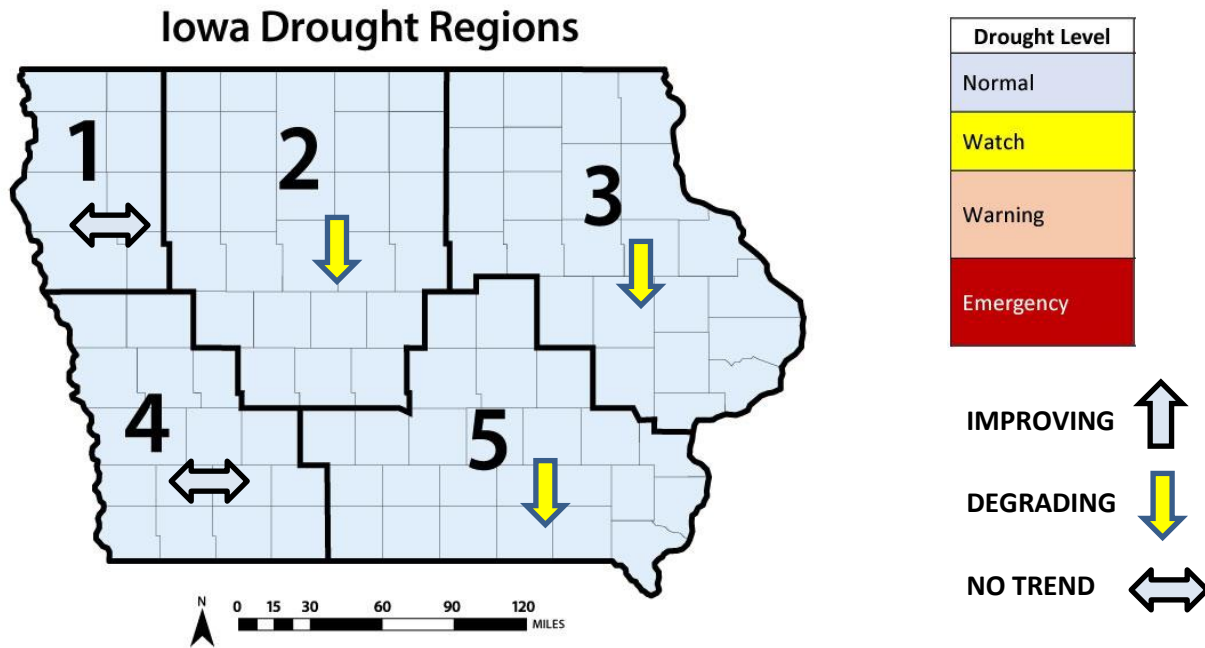 Iowa Drought Regions
1
2
3
4
5
N
0 15 30 60 90 120
MILES
Drought Level
Normal
Watch
Warning
Emergency
IMPROVING
DEGRADING
NO TREND